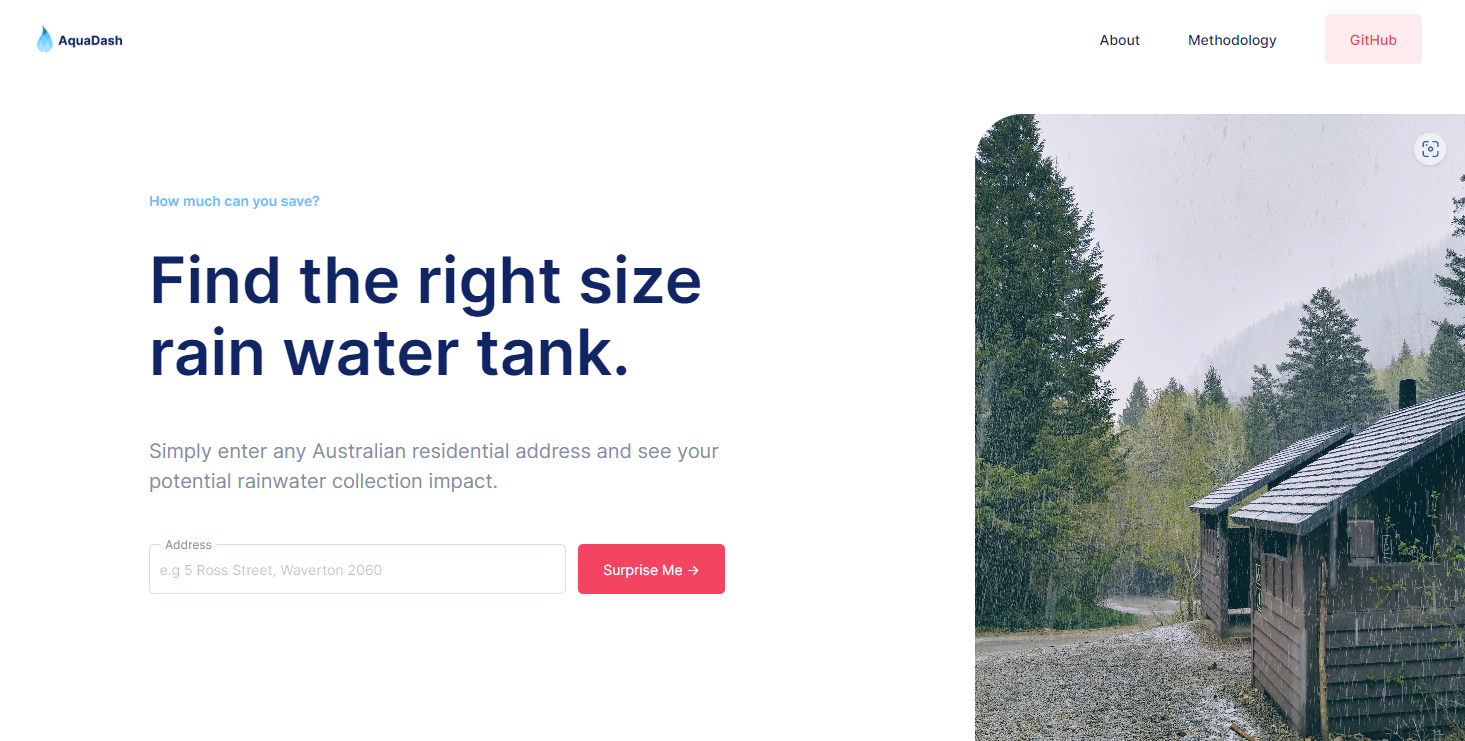 AquaDash
About
Methodology
GitHub
How much can you save?
Find the right size
rain water tank.
Simply enter any Australian residential address and see your
potential rainwater collection impact.
Address
e.g 5 Ross Street, Waverton 2060
Surprise Me →